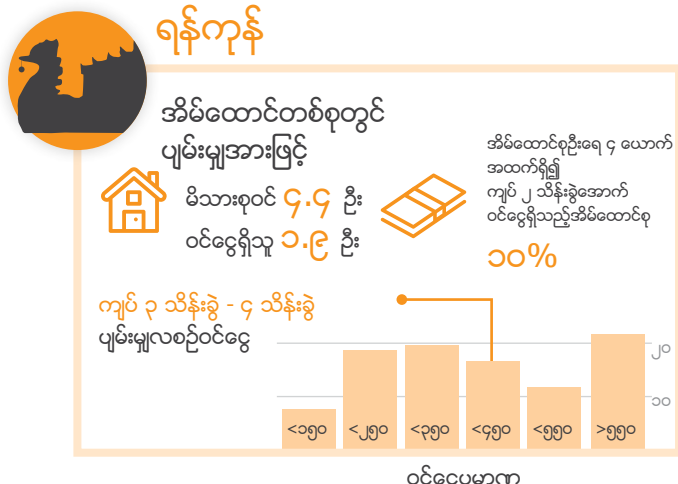 ရန်ကုန်
အိမ်ထောင်တစ်စုတွင်
ပျမ်းမျှအားဖြင့်
မိသားစုဝင် ၄.၄ ဦး
ဝင်ငွေရှိသူ ၁.၉ ဦး
အိမ်ထောင်စုဦးရေ ၄ ယောက်
အထက်ရှိ၍
ကျပ် ၂ သိန်းခွဲအောက်
ဝင်ငွေရှိသည့်အိမ်ထောင်စု
၁၀%
ကျပ် ၃ သိန်းခွဲ - ၄ သိန်းခွဲ
ပျမ်းမျှလစဉ်ဝင်ငွေ
၂၀
၁၀
<၁၅၀ <၂၅၀ <၃၅၀ <၄၅၀ <၅၅၀ >၅၅၀
ဝင်ငွေပမာဏ